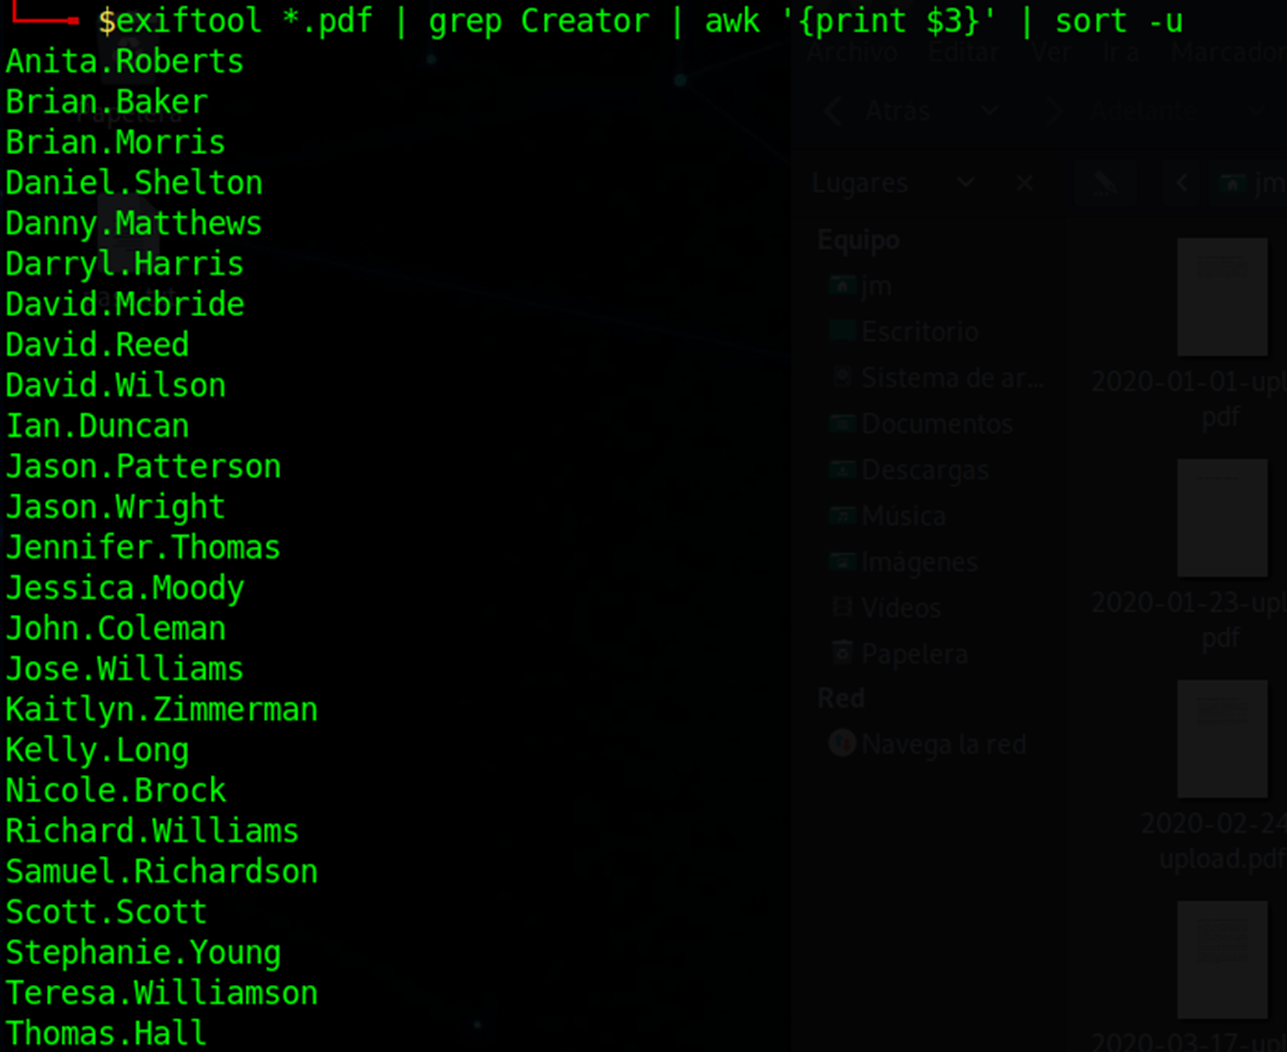 $exiftool *.pdf | grep Creator | awk '{print $3}' | sort -u
Anita.Roberts
Brian.Baker
Papelera
Brian.Morris
Daniel.Shelton
Danny.Matthews
Darryl.Harris
David.Mcbride
David.Reed
David.Wilson
Ian.Duncan
Jason.Patterson
Jason.Wright
Jennifer.Thomas
Jessica.Moody
John.Coleman
Jose.Williams
Kaitlyn.Zimmerman
Kelly.Long
Nicole.Brock
Richard.Williams
Samuel.Richardson
Scott.Scott
Stephanie.Young
Teresa.Williamson
Thomas.Hall
Archivo Editar Ver Ir a Marcador
Atrás Adelante
Lugares
jm
Equipo
jm
Escritorio
Sistema de ar...
Documentos
Descargas
Música
Imágenes
Vídeos
Papelera
Red
Navega la red
2020-01-01-upl
pdf
2020-01-23-upl
pdf
2020-02-24
upload.pdf
2020-03-17-upl